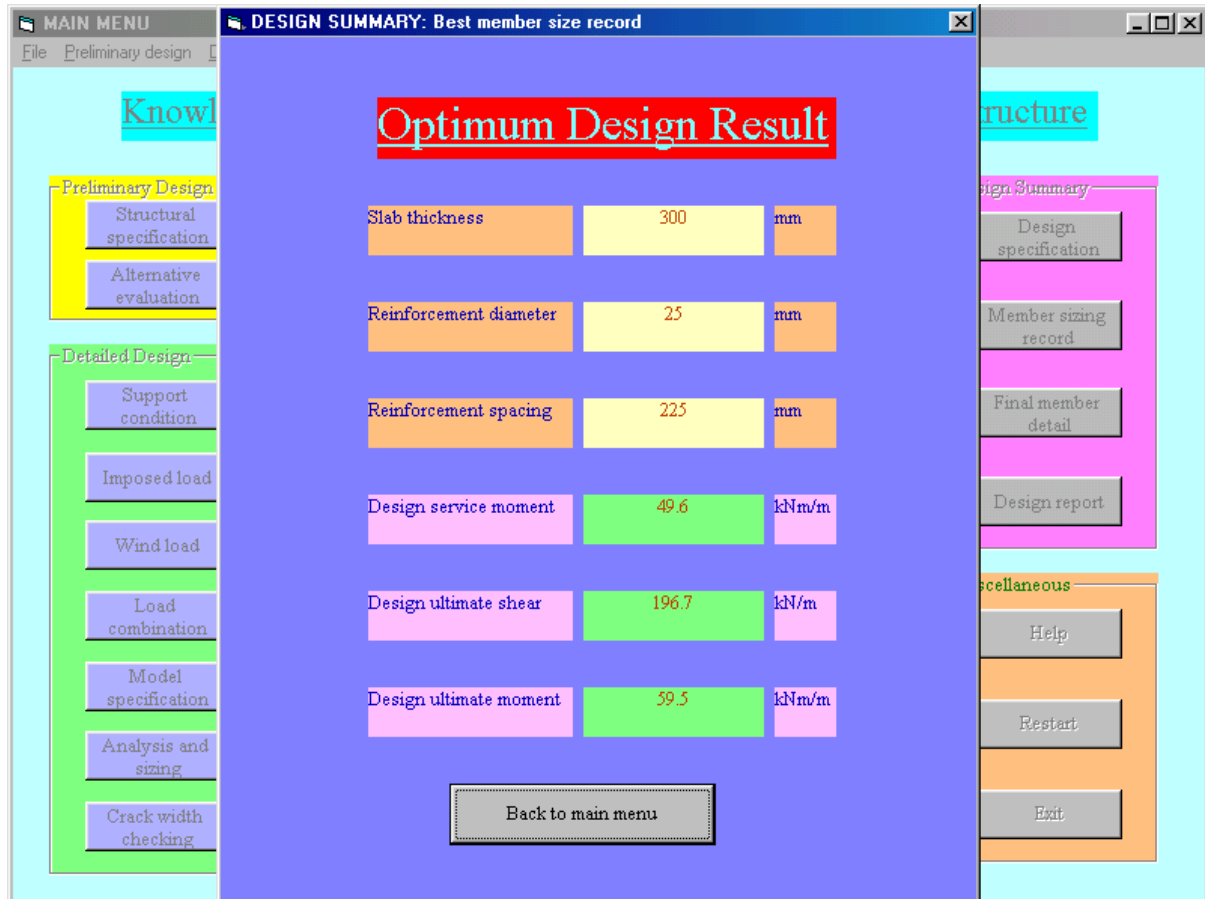 MAIN MENU
DESIGN SUMMARY: Best member size record
File Preliminary design
Knowl
ructure
Optimum Design Result
Preliminary Design
Structural
specification
Alternative
evaluation
Detailed Design
Support
condition
Imposed load
Wind load
Load
combination
Model
specification
Analysis and
sizing
Crack width
checking
Slab thickness 300 mm
Reinforcement diameter 25 mm
Reinforcement spacing 225 mm
Design service moment 49.6 kNm/m
Design ultimate shear 196.7 kN/m
Design ultimate moment 59.5 kNm/m
Back to main menu
sign Summary
Design
specification
Member sizing
record
Final member
detail
Design report
scellaneous
Help
Restart
Exit